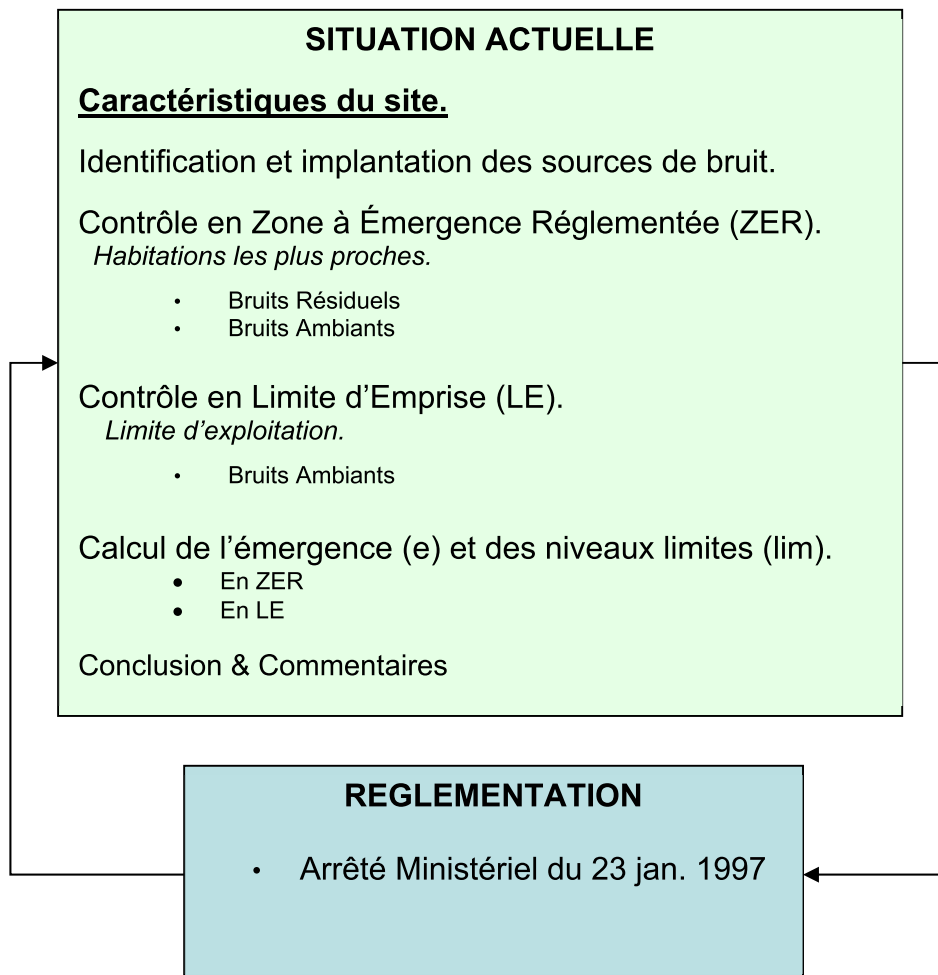 SITUATION ACTUELLE
Caractéristiques du site.
Identification et implantation des sources de bruit.
Contrôle en Zone à Émergence Réglementée (ZER).
Habitations les plus proches.
• Bruits Résiduels
• Bruits Ambiants
Contrôle en Limite d’Emprise (LE).
Limite d’exploitation.
• Bruits Ambiants
Calcul de l’émergence (e) et des niveaux limites (lim).
• En ZER
• En LE
Conclusion & Commentaires
REGLEMENTATION
• Arrêté Ministériel du 23 jan. 1997